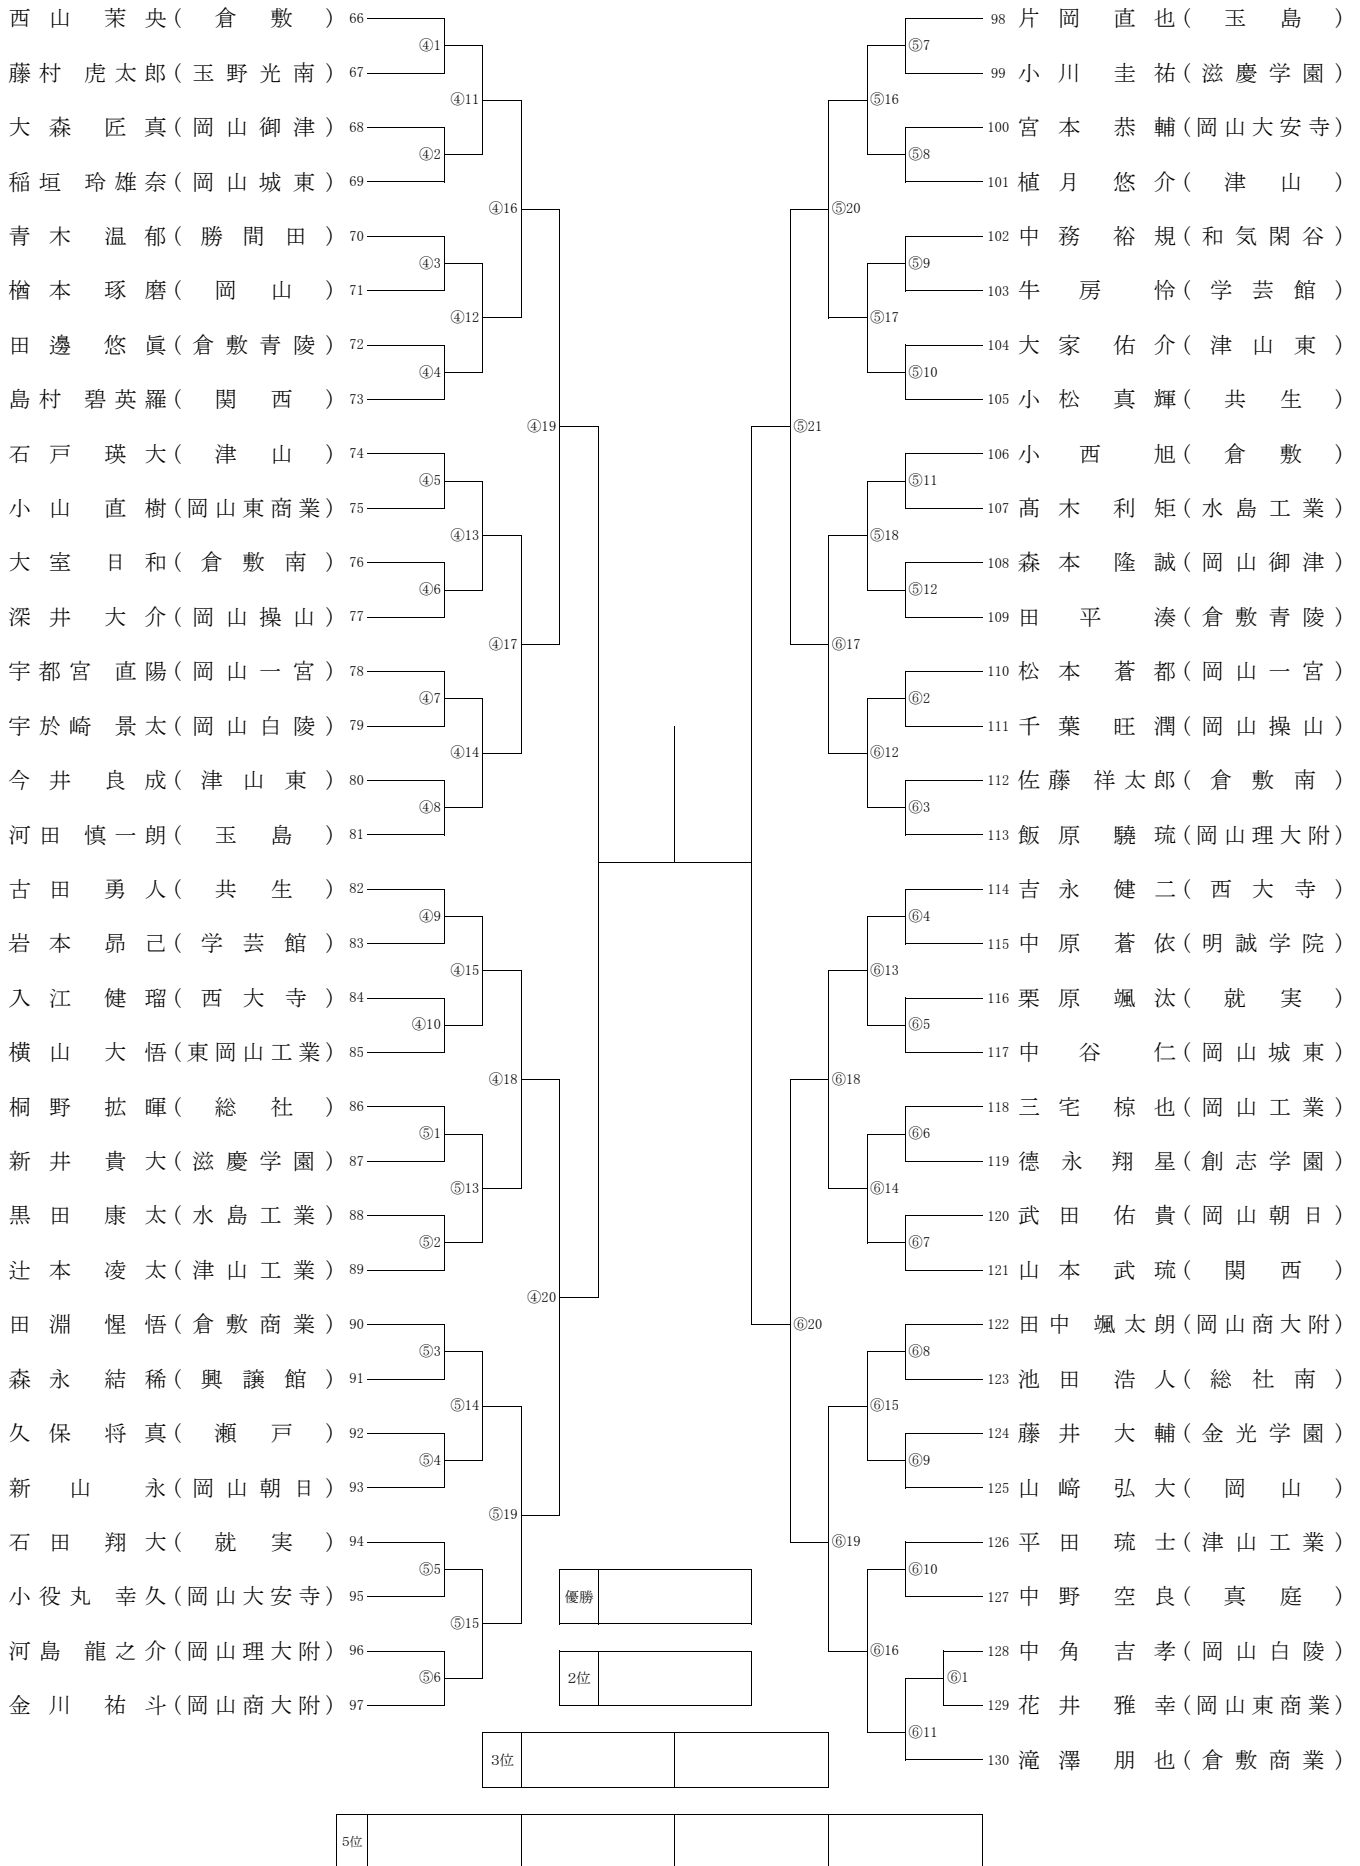 西山 茉央(倉敷) 66
④1
藤村 虎太郎(玉野光南) 67
④11
大森 匠真(岡山御津) 68
④2
稲垣 玲雄奈(岡山城東) 69
④16
青木 温郁(勝間田) 70
④3
楢本 琢磨(岡山) 71
④12
田邊 悠眞(倉敷青陵) 72
④4
島村 碧英羅(関西) 73
④19
石戸 瑛大(津山) 74
④5
小山 直樹(岡山東商業) 75
④13
大室 日和(倉敷南) 76
④6
深井 大介(岡山操山) 77
④17
宇都宮 直陽(岡山一宮) 78
④7
宇於崎 景太(岡山白陵) 79
④14
今井 良成(津山東) 80
④8
河田 慎一朗(玉島) 81
古田 勇人(共生) 82
④9
岩本 昴己(学芸館) 83
④15
入江 健瑠(西大寺) 84
④10
横山 大悟(東岡山工業) 85
④18
桐野 拡暉(総社) 86
⑤1
新井 貴大(滋慶学園) 87
⑤13
黒田 康太(水島工業) 88
⑤2
辻本 凌太(津山工業) 89
④20
田淵 惺悟(倉敷商業) 90
⑤3
森永 結稀(興譲館) 91
⑤14
久保 将真(瀬戸) 92
⑤4
新山 永(岡山朝日) 93
⑤19
石田 翔大(就実) 94
⑤5
小役丸 幸久(岡山大安寺) 95
⑤15
河島 龍之介(岡山理大附) 96
⑤6
金川 祐斗(岡山商大附) 97
98 片岡 直也(玉島)
⑤7
99 小川 圭祐(滋慶学園)
⑤16
100 宮本 恭輔(岡山大安寺)
⑤8
101 植月 悠介(津山)
⑤20
102 中務 裕規(和気閑谷)
⑤9
103 牛房 怜(学芸館)
⑤17
104 大家 佑介(津山東)
⑤10
105 小松 真輝(共生)
⑤21
106 小西 旭(倉敷)
⑤11
107 髙木 利矩(水島工業)
⑤18
108 森本 隆誠(岡山御津)
⑤12
109 田平 湊(倉敷青陵)
⑥17
110 松本 蒼都(岡山一宮)
⑥2
111 千葉 旺潤(岡山操山)
⑥12
112 佐藤 祥太郎(倉敷南)
⑥3
113 飯原 驍琉(岡山理大附)
114 吉永 健二(西大寺)
⑥4
115 中原 蒼依(明誠学院)
⑥13
116 栗原 颯汰(就実)
⑥5
117 中谷 仁(岡山城東)
⑥18
118 三宅 椋也(岡山工業)
⑥6
119 德永 翔星(創志学園)
⑥14
120 武田 佑貴(岡山朝日)
⑥7
121 山本 武琉(関西)
⑥20
122 田中 颯太朗(岡山商大附)
⑥8
123 池田 浩人(総社南)
⑥15
124 藤井 大輔(金光学園)
⑥9
125 山﨑 弘大(岡山)
⑥19
126 平田 琉士(津山工業)
⑥10
127 中野 空良(真庭)
⑥16
128 中角 吉孝(岡山白陵)
⑥1
129 花井 雅幸(岡山東商業)
⑥11
130 滝澤 朋也(倉敷商業)
優勝
2位
3位
5位